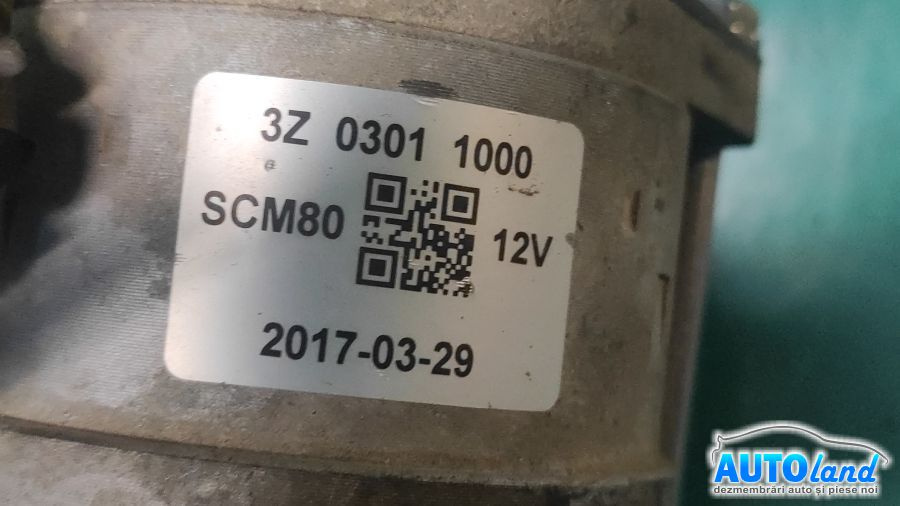 3Z 0301 1000
SCM80
12V
2017-03-29
AUTOland
dezmembrări auto și piese noi